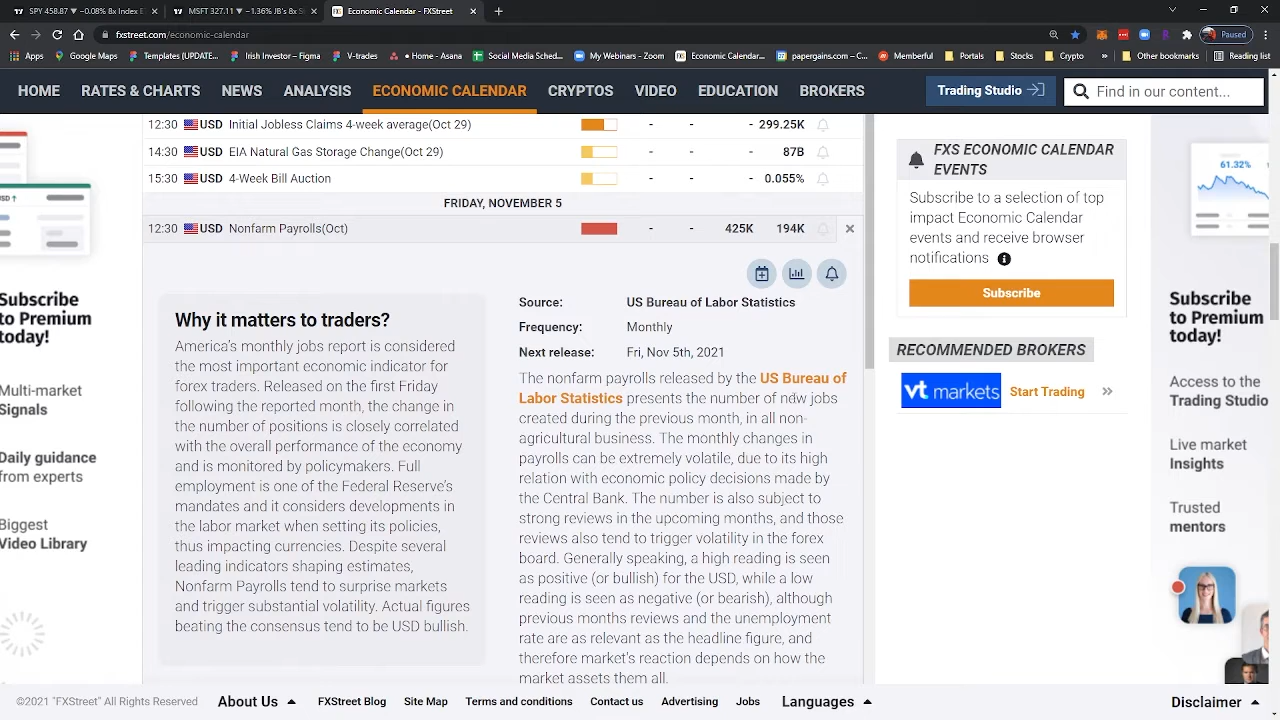 SPY 458.87 ▼ −0.08% 8x Index E
MSFT 327.11 ▼ −1.36% JB's 8x S
Economic Calendar - FXStreet
fxstreet.com/economic-calendar
Paused
Apps
Google Maps
Templates (UPDATE...
Irish Investor – Figma
V-trades
Home - Asana
Social Media Sched...
My Webinars - Zoom
Economic Calendar...
papergains.com –...
Memberful
Portals
Stocks
Crypto
Other bookmarks
Reading list
HOME
RATES & CHARTS
NEWS
ANALYSIS
ECONOMIC CALENDAR
CRYPTOS
VIDEO
EDUCATION
BROKERS
Trading Studio
Find in our content...
12:30 USD Initial Jobless Claims 4-week average(Oct 29) - - - 299.25K
14:30 USD EIA Natural Gas Storage Change(Oct 29) - - - 87B
15:30 USD 4-Week Bill Auction - - - 0.055%
FRIDAY, NOVEMBER 5
12:30 USD Nonfarm Payrolls(Oct) - - 425K 194K
Why it matters to traders?
America's monthly jobs report is considered
the most important economic indicator for
forex traders. Released on the first Friday
following the reported month, the change in
the number of positions is closely correlated
with the overall performance of the economy
and is monitored by policymakers. Full
employment is one of the Federal Reserve's
mandates and it considers developments in
the labor market when setting its policies,
thus impacting currencies. Despite several
leading indicators shaping estimates,
Nonfarm Payrolls tend to surprise markets
and trigger substantial volatility. Actual figures
beating the consensus tend to be USD bullish.
Source: US Bureau of Labor Statistics
Frequency: Monthly
Next release: Fri, Nov 5th, 2021
The nonfarm payrolls released by the US Bureau of
Labor Statistics presents the number of new jobs
created during the previous month, in all non-
agricultural business. The monthly changes in
payrolls can be extremely volatile, due to its high
relation with economic policy decisions made by
the Central Bank. The number is also subject to
strong reviews in the upcoming months, and those
reviews also tend to trigger volatility in the forex
board. Generally speaking, a high reading is seen
as positive (or bullish) for the USD, while a low
reading is seen as negative (or bearish), although
previous months reviews and the unemployment
rate are as relevant as the headline figure, and
therefore market's reaction depends on how the
market assets them all.
FXS ECONOMIC CALENDAR
EVENTS
Subscribe to a selection of top
impact Economic Calendar
events and receive browser
notifications
Subscribe
RECOMMENDED BROKERS
vt markets
Start Trading
SD ↑
Subscribe
to Premium
today!
Multi-market
Signals
Daily guidance
from experts
Biggest
Video Library
61.32%
Subscribe
to Premium
today!
Access to the
Trading Studio
Live market
Insights
Trusted
mentors
©2021 "FXStreet" All Rights Reserved
About Us
FXStreet Blog
Site Map
Terms and conditions
Contact us
Advertising
Jobs
Languages
Disclaimer